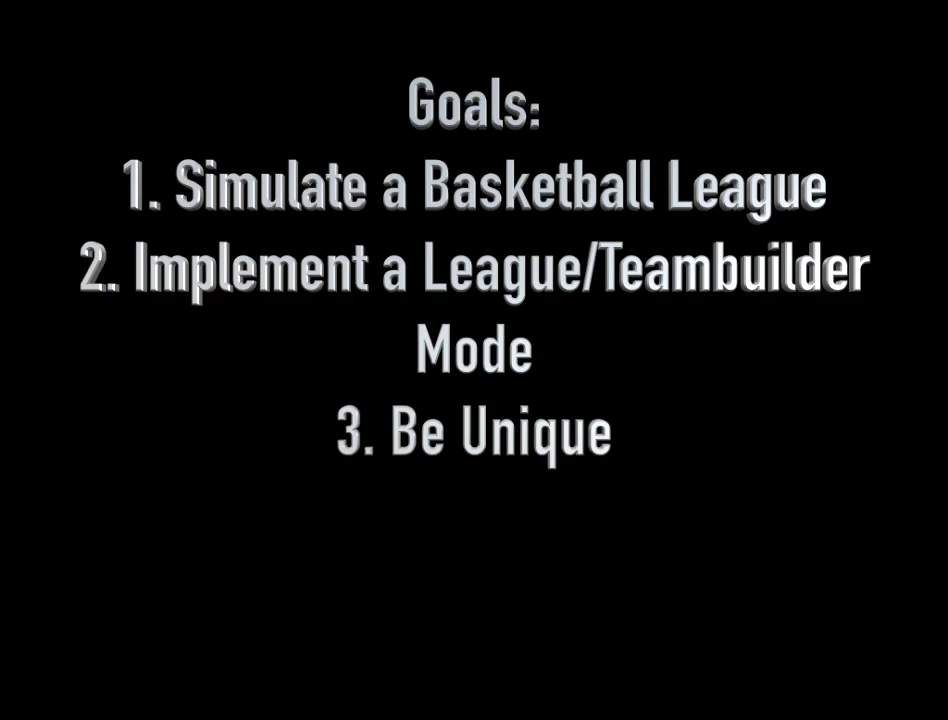 Goals:
1. Simulate a Basketball League
2. Implement a League/Teambuilder
Mode
3. Be Unique